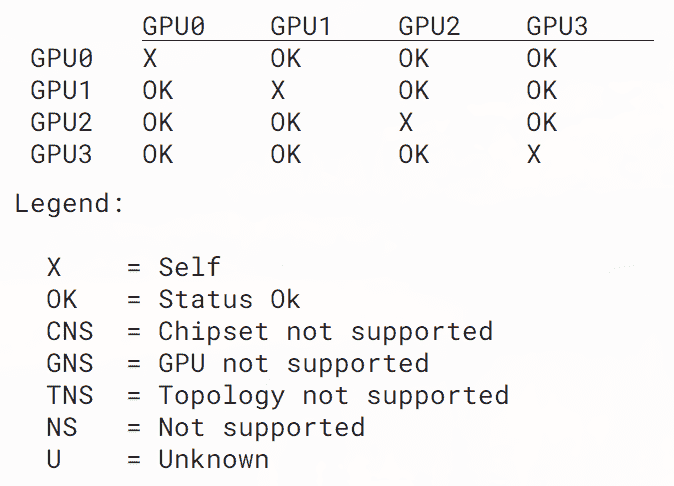 GPU0 GPU1 GPU2 GPU3
GPU0 X OK OK OK
GPU1 OK X OK OK
GPU2 OK OK X OK
GPU3 OK OK OK X
Legend:
X = Self
OK = Status Ok
CNS = Chipset not supported
GNS = GPU not supported
TNS = Topology not supported
NS = Not supported
U = Unknown